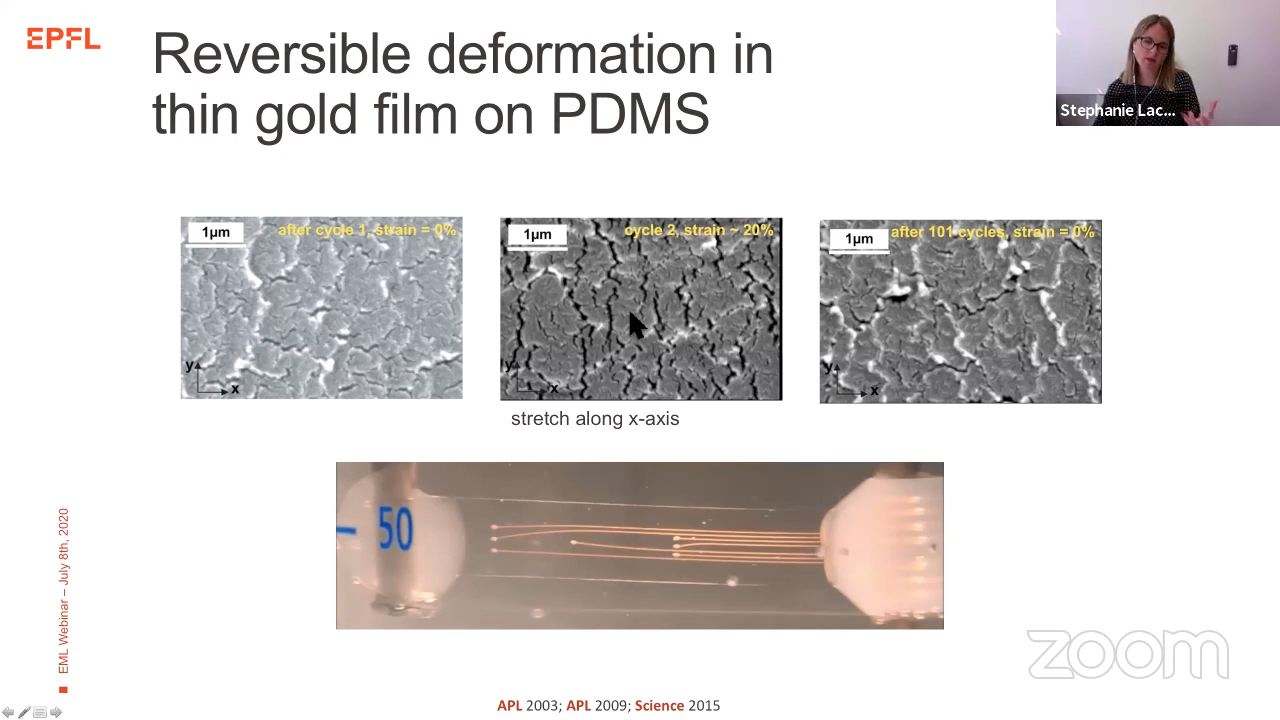 EPFL
Reversible deformation in
thin gold film on PDMS
Stephanie Lac...
1µm
after cycle 1, strain = 0%
y
x
1µm
cycle 2, strain ~ 20%
y
x
1µm
after 101 cycles, strain = 0%
y
x
stretch along x-axis
50
EML Webinar – July 8th, 2020
zoom
APL 2003; APL 2009; Science 2015